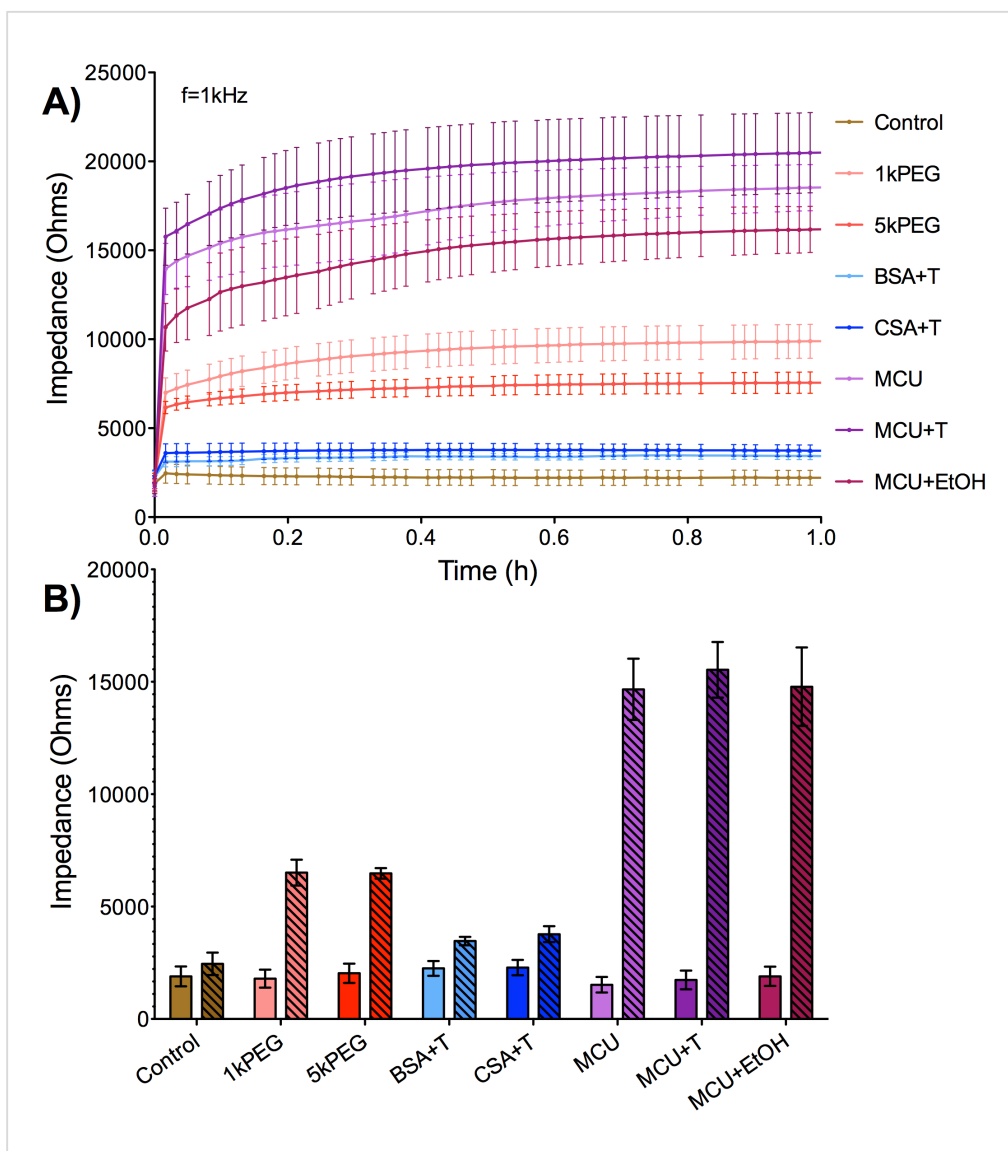 A)
f=1kHz
Impedance (Ohms)
25000
20000
15000
10000
5000
0
0.0 0.2 0.4 0.6 0.8 1.0
Time (h)
Control
1kPEG
5kPEG
BSA+T
CSA+T
MCU
MCU+T
MCU+EtOH
B)
Impedance (Ohms)
20000
15000
10000
5000
0
Control 1kPEG 5kPEG BSA+T CSA+T MCU MCU+T MCU+EtOH